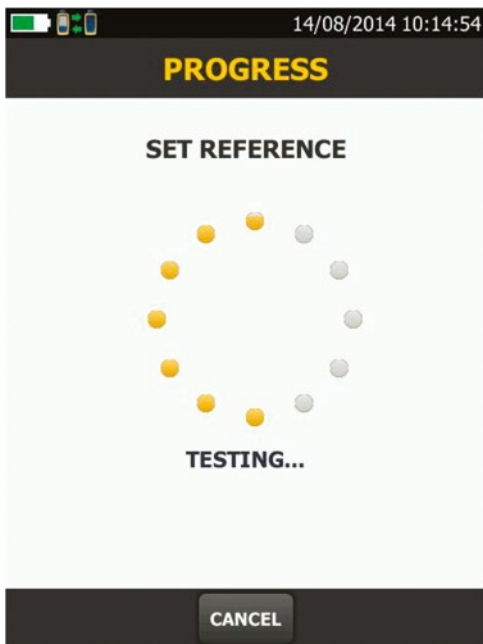 14/08/2014 10:14:54
PROGRESS
SET REFERENCE
TESTING...
CANCEL